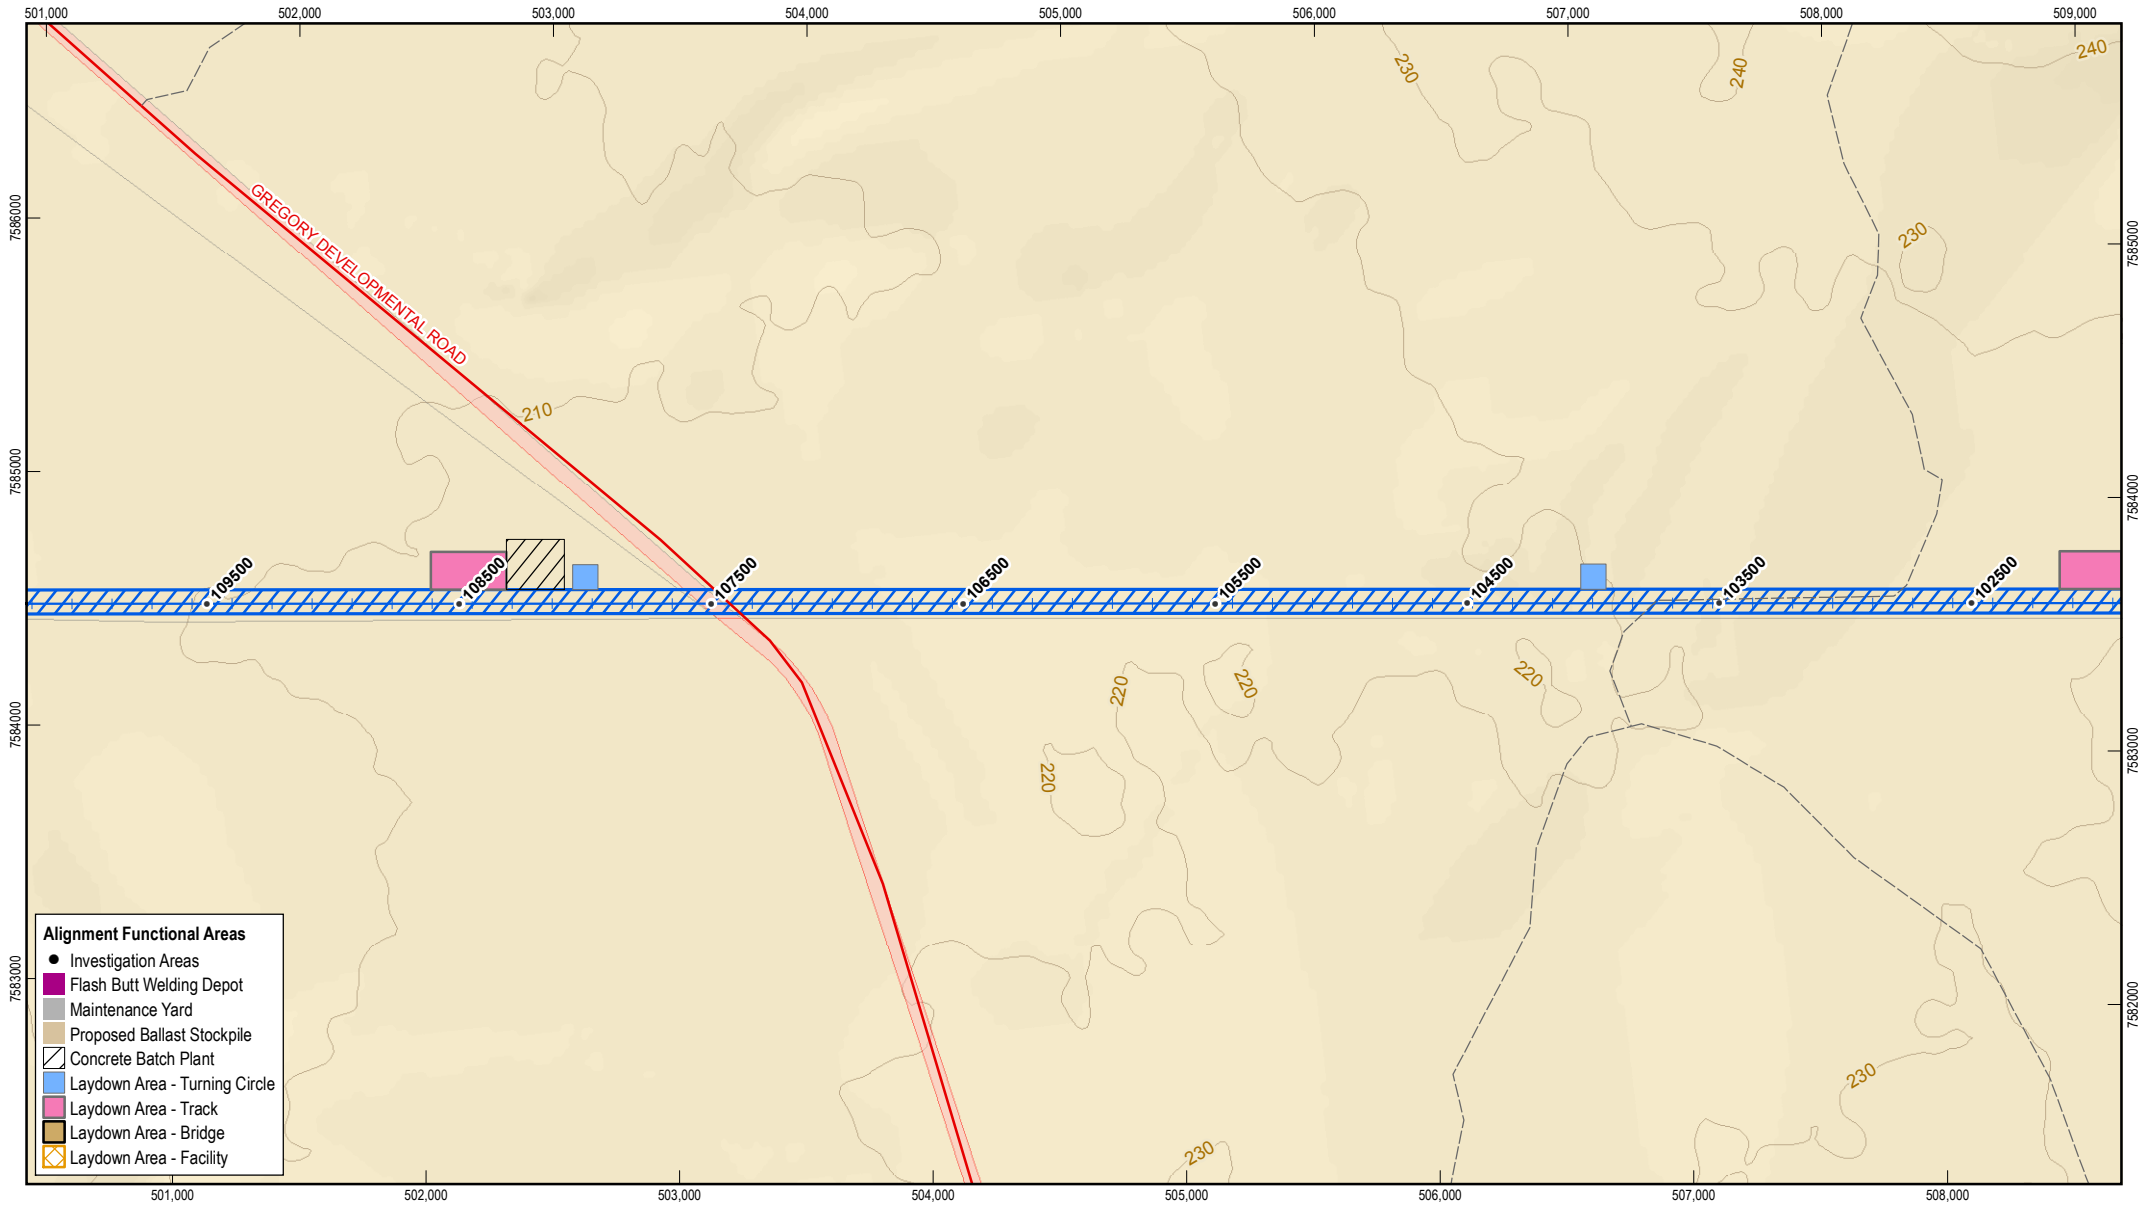 501,000 502,000 503,000 504,000 505,000 506,000 507,000 508,000 509,000
240
230
240
7586000
GREGORY DEVELOPMENTAL ROAD
230
7585000
210
7585000
7584000
109500
108500
107500
106500
105500
104500
103500
102500
220
220
220
7584000
220
7583000
Alignment Functional Areas
Investigation Areas
Flash Butt Welding Depot
Maintenance Yard
Proposed Ballast Stockpile
Concrete Batch Plant
Laydown Area - Turning Circle
Laydown Area - Track
Laydown Area - Bridge
Laydown Area - Facility
7583000
7582000
230
230
501,000 502,000 503,000 504,000 505,000 506,000 507,000 508,000